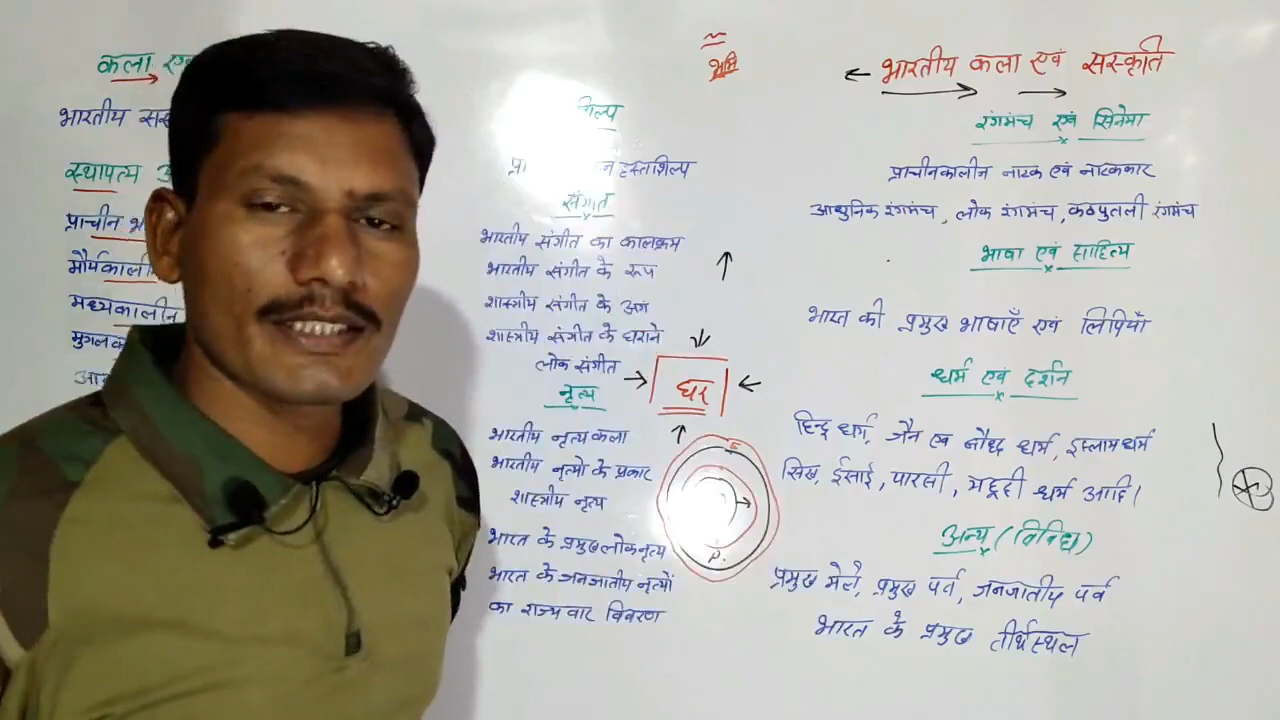 कला एवं
भारतीय
स्थापत्य
प्राचीन
मौर्यकाली
मध्यकालीन
शिल्प
हस्तशिल्प
संगीत
भारतीय संगीत का कालक्रम
भारतीय संगीत के रूप
शास्त्रीय संगीत के अंग
शास्त्रीय संगीत के घराने
लोक संगीत
नृत्य
भारतीय नृत्य कला
भारतीय नृत्यों के प्रकार
शास्त्रीय नृत्य
भारत के प्रमुख लोकनृत्य
भारत के जनजातीय नृत्यों
का राज्यवार विवरण
घर
E
P.
भारतीय कला एवं संस्कृति
रंगमंच एवं सिनेमा
प्राचीनकालीन नाटक एवं नाटककार
आधुनिक रंगमंच, लोक रंगमंच, कठपुतली रंगमंच
भाषा एवं साहित्य
भारत की प्रमुख भाषाएँ एवं लिपियाँ
धर्म एवं दर्शन
हिन्दू धर्म, जैन एवं बौद्ध धर्म, इस्लाम धर्म
सिख, ईसाई, पारसी, यहूदी धर्म आदि।
अन्य (विविध)
प्रमुख मेले, प्रमुख पर्व, जनजातीय पर्व
भारत के प्रमुख तीर्थस्थल